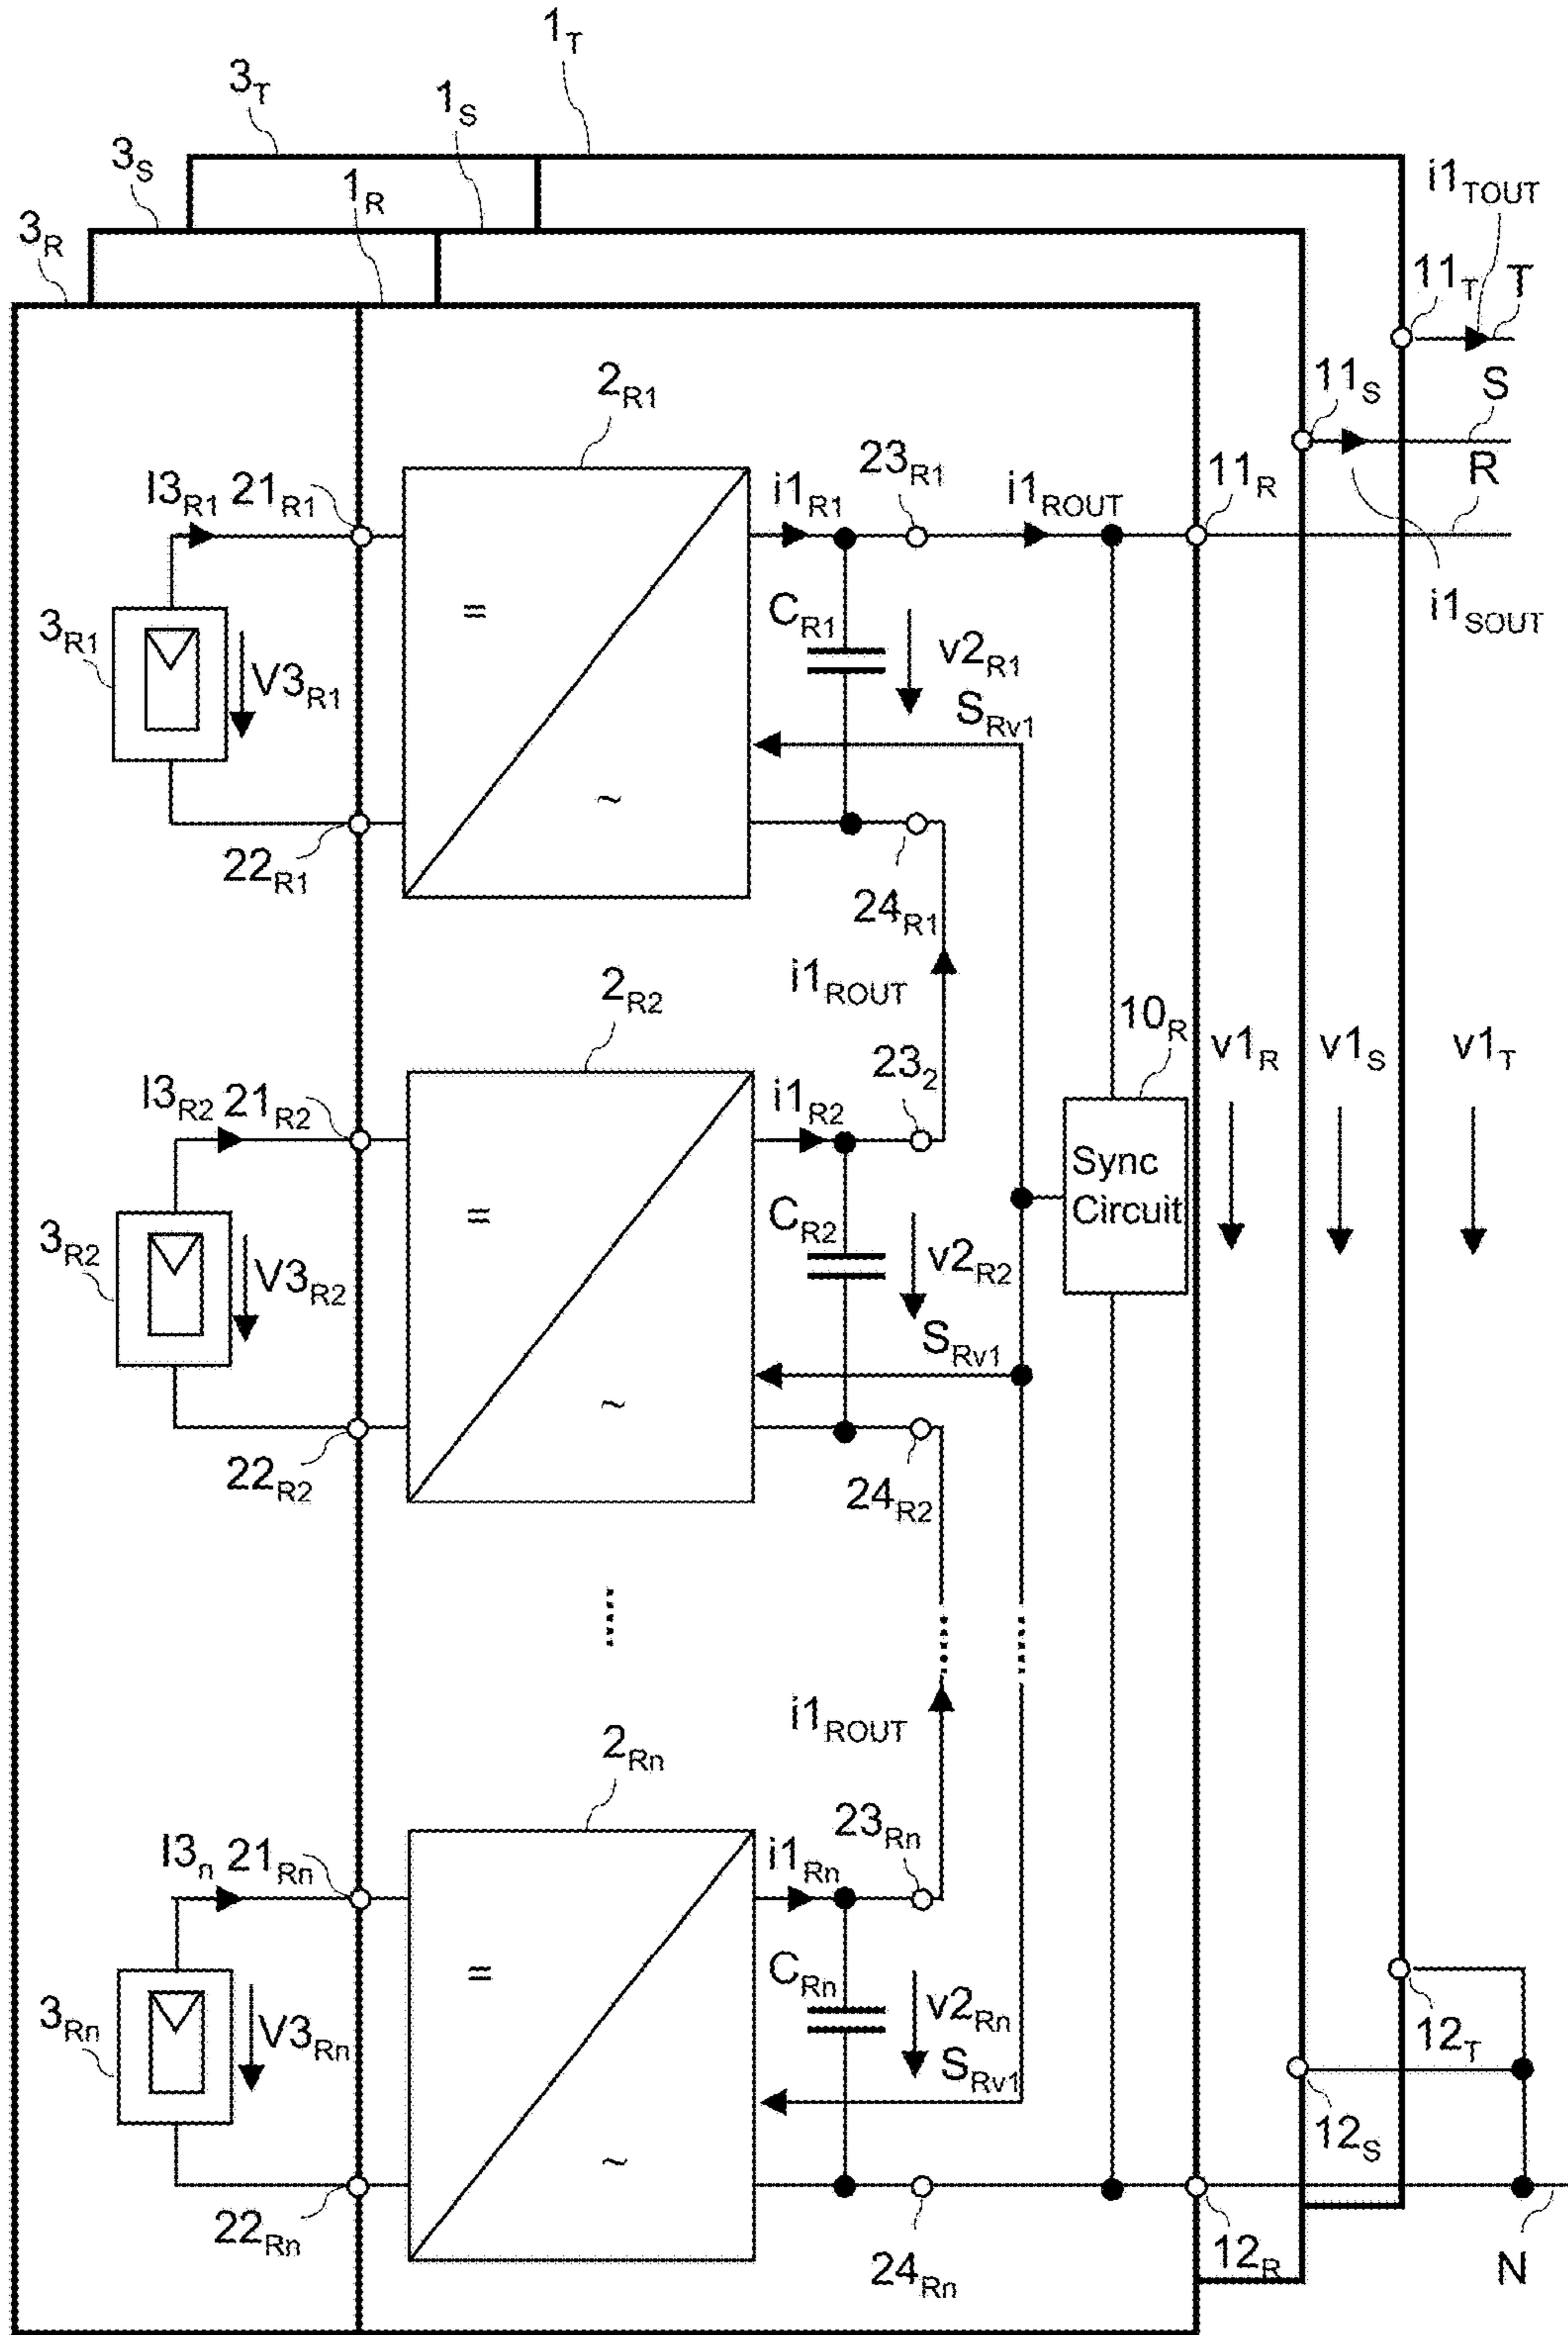 1T
3T
1S
3S
1R
3R
i1TOUT
11T
T
11S
S
2R1
R
I3R1
21R1
i1R1
23R1
i1ROUT
11R
=
CR1
3R1
V3R1
v2R1
i1SOUT
SRv1
~
22R1
24R1
i1ROUT
2R2
10R
v1R
v1S
v1T
I3R2
21R2
i1R2
232
Sync
Circuit
=
CR2
3R2
V3R2
v2R2
SRv1
~
22R2
24R2
i1ROUT
2Rn
I3n
21Rn
i1Rn
23Rn
=
CRn
3Rn
V3Rn
v2Rn
12T
SRv1
12S
~
22Rn
24Rn
12R
N